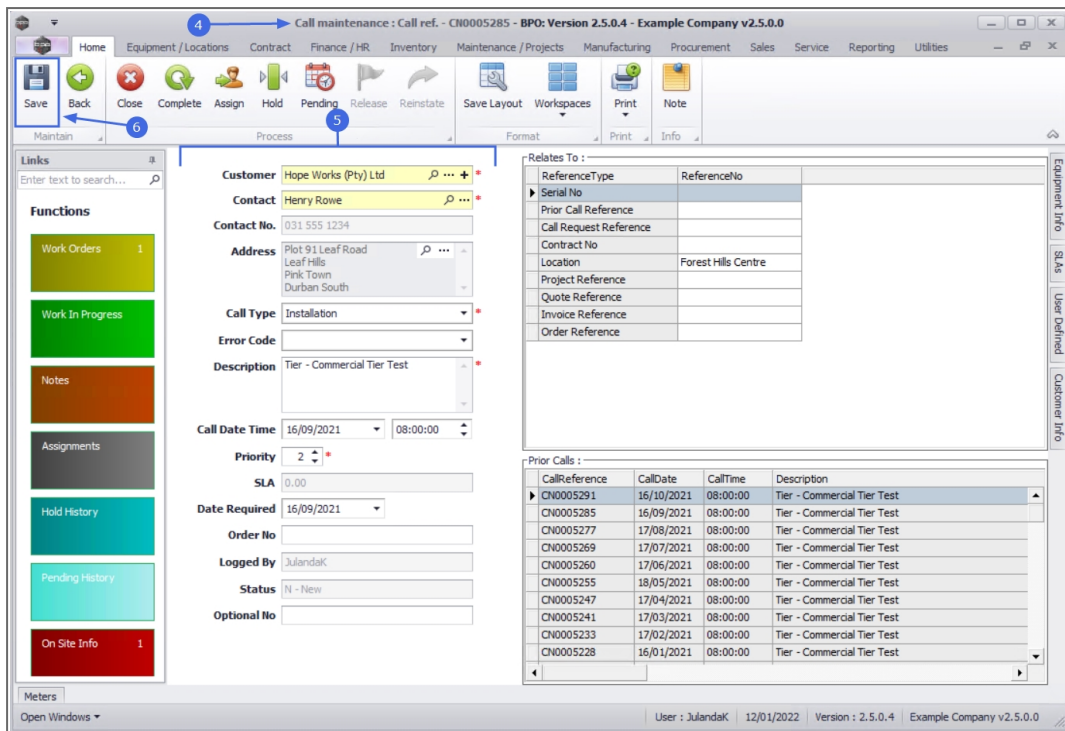 4
Call maintenance : Call ref. - CN0005285 - BPO: Version 2.5.0.4 - Example Company v2.5.0.0
Home Equipment / Locations Contract Finance / HR Inventory Maintenance / Projects Manufacturing Procurement Sales Service Reporting Utilities
Save Back Close Complete Assign Hold Pending Release Reinstate Save Layout Workspaces Print Note
6 5
Maintain Process Format Print Info
Links
Enter text to search...
Functions
Work Orders 1
Work In Progress
Notes
Assignments
Hold History
Pending History
On Site Info 1
Customer Hope Works (Pty) Ltd *
Contact Henry Rowe *
Contact No. 031 555 1234
Address Plot 91 Leaf Road
Leaf Hills
Pink Town
Durban South
Call Type Installation *
Error Code
Description Tier - Commercial Tier Test *
Call Date Time 16/09/2021 08:00:00
Priority 2 *
SLA 0.00
Date Required 16/09/2021
Order No
Logged By JulandaK
Status N - New
Optional No
Relates To :
ReferenceType ReferenceNo
Serial No
Prior Call Reference
Call Request Reference
Contract No
Location Forest Hills Centre
Project Reference
Quote Reference
Invoice Reference
Order Reference
Prior Calls :
CallReference CallDate CallTime Description
CN0005291 16/10/2021 08:00:00 Tier - Commercial Tier Test
CN0005285 16/09/2021 08:00:00 Tier - Commercial Tier Test
CN0005277 17/08/2021 08:00:00 Tier - Commercial Tier Test
CN0005269 17/07/2021 08:00:00 Tier - Commercial Tier Test
CN0005260 17/06/2021 08:00:00 Tier - Commercial Tier Test
CN0005255 18/05/2021 08:00:00 Tier - Commercial Tier Test
CN0005247 17/04/2021 08:00:00 Tier - Commercial Tier Test
CN0005241 17/03/2021 08:00:00 Tier - Commercial Tier Test
CN0005233 17/02/2021 08:00:00 Tier - Commercial Tier Test
CN0005228 16/01/2021 08:00:00 Tier - Commercial Tier Test
Equipment Info
SLAs
User Defined
Customer Info
Meters
Open Windows User : JulandaK 12/01/2022 Version : 2.5.0.4 Example Company v2.5.0.0